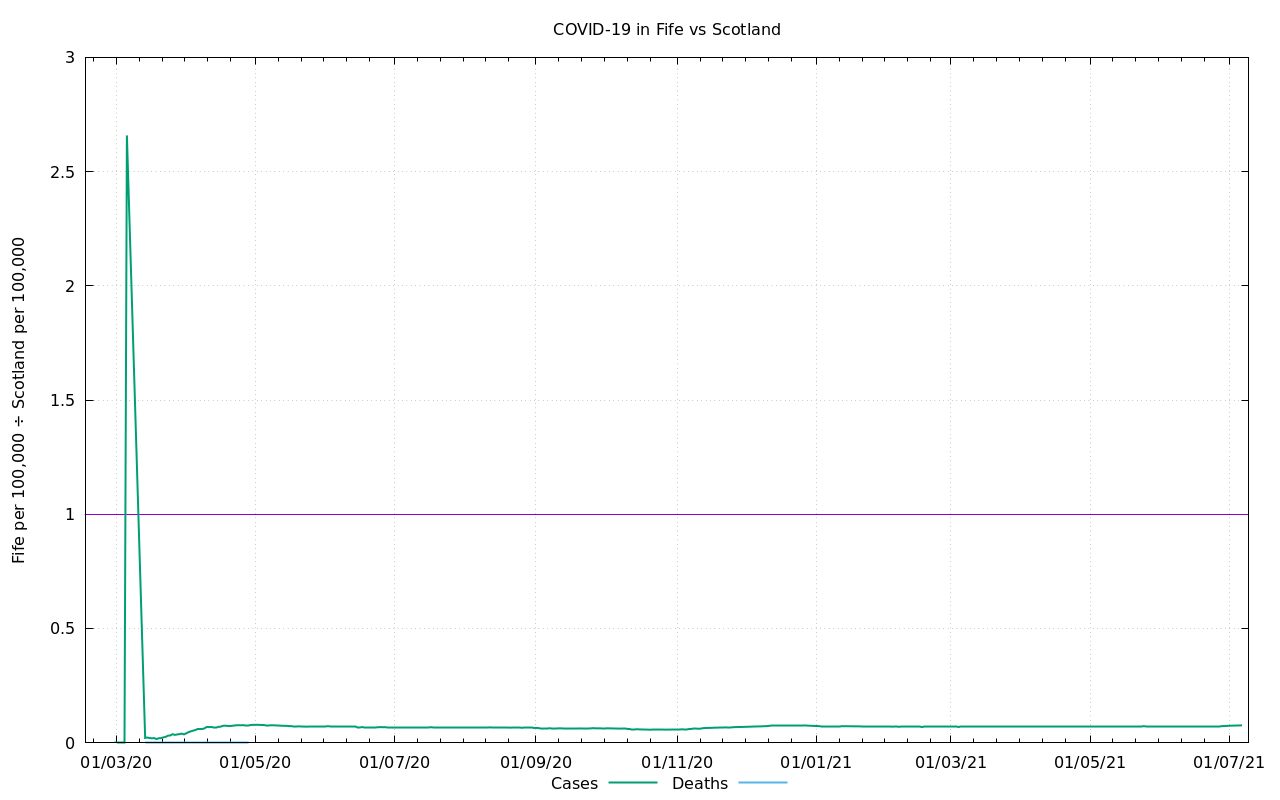 COVID-19 in Fife vs Scotland
Fife per 100,000 ÷ Scotland per 100,000
3
2.5
2
1.5
1
0.5
0
01/03/20 01/05/20 01/07/20 01/09/20 01/11/20 01/01/21 01/03/21 01/05/21 01/07/21
Cases Deaths